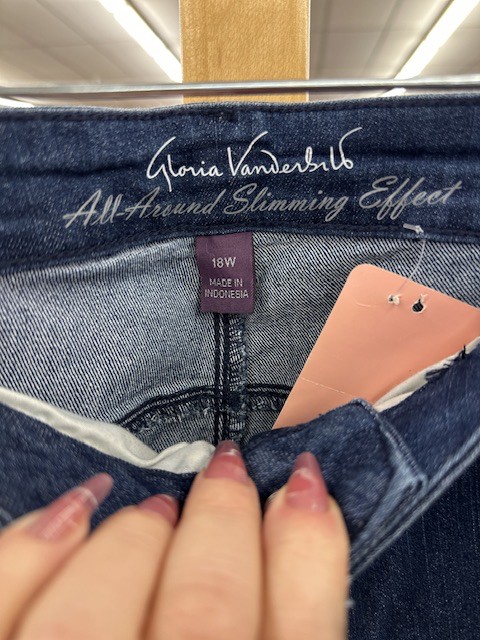 Gloria Vanderbilt
All-Around Slimming Effect
18W
MADE IN
INDONESIA